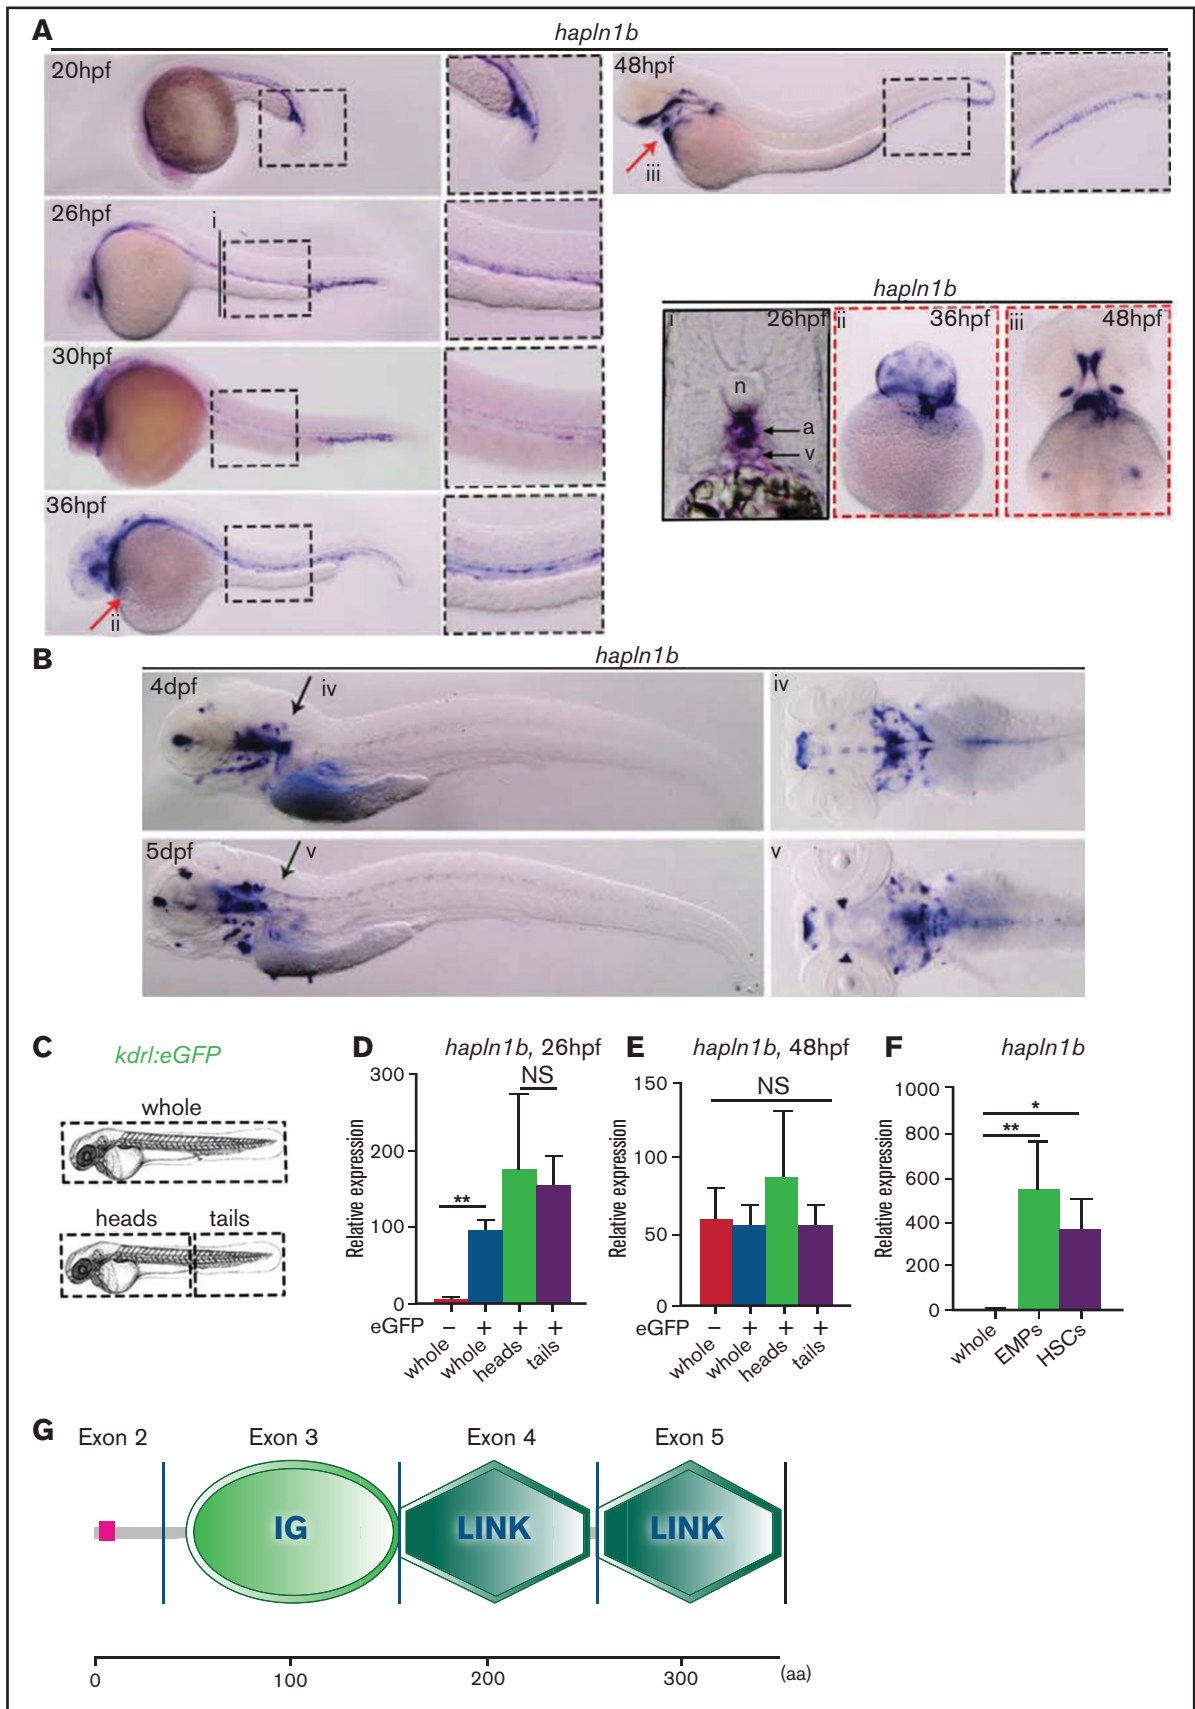 A
hapln1b
20hpf
48hpf
iii
26hpf
i
30hpf
36hpf
ii
hapln1b
i
26hpf
n
a
v
ii
36hpf
iii
48hpf
B
hapln1b
4dpf
iv
iv
5dpf
v
v
C
kdrl:eGFP
whole
heads
tails
D
hapln1b, 26hpf
NS
**
Relative expression
300
200
100
0
eGFP
– + + +
whole
whole
heads
tails
E
hapln1b, 48hpf
NS
Relative expression
150
100
50
0
eGFP
– + + +
whole
whole
heads
tails
F
hapln1b
*
**
Relative expression
1000
800
600
400
200
0
whole
EMPs
HSCs
G
Exon 2
Exon 3
Exon 4
Exon 5
IG
LINK
LINK
0
100
200
300
(aa)